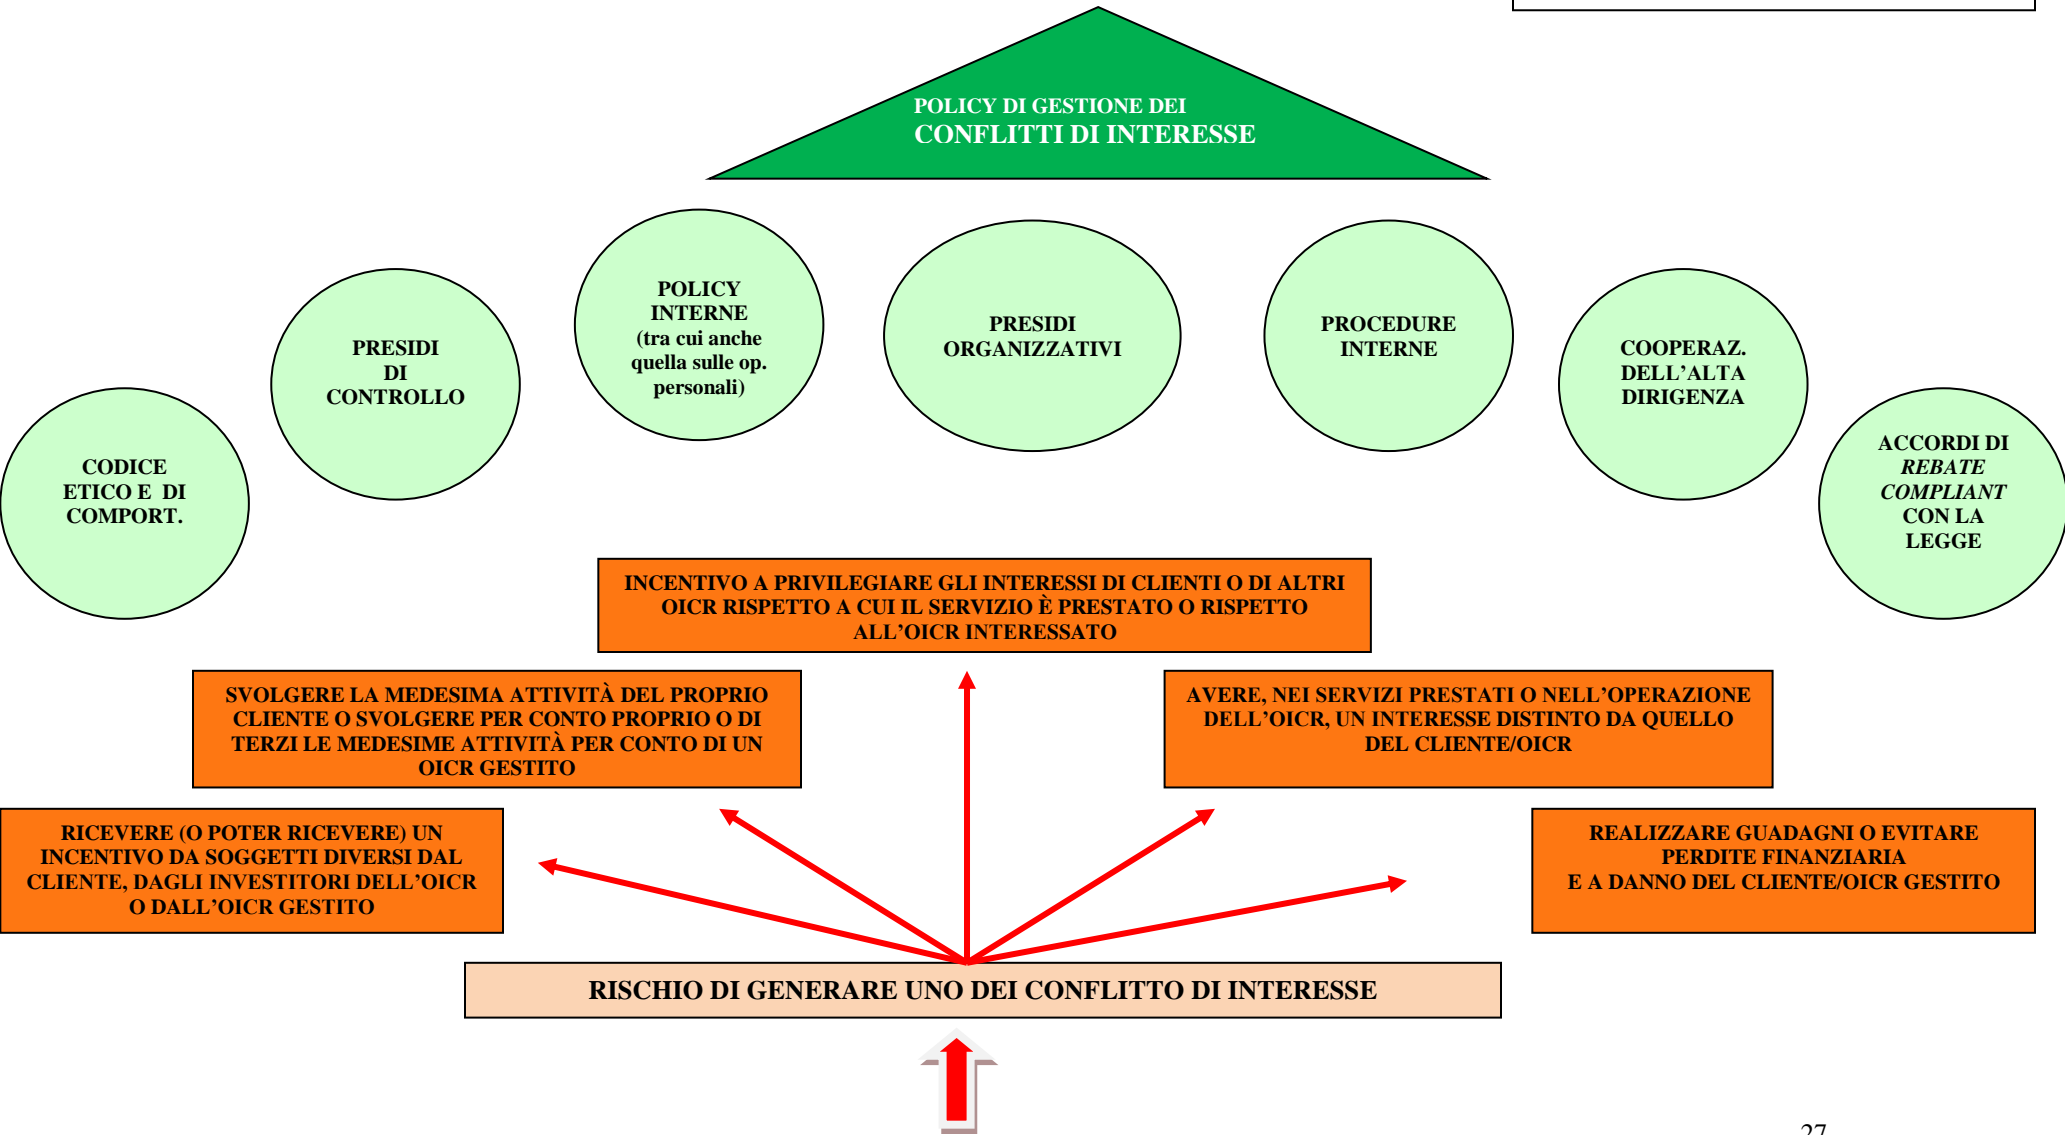 POLICY DI GESTIONE DEI
CONFLITTI DI INTERESSE
CODICE
ETICO E DI
COMPORT.
PRESIDI
DI
CONTROLLO
POLICY
INTERNE
(tra cui anche
quella sulle op.
personali)
PRESIDI
ORGANIZZATIVI
PROCEDURE
INTERNE
COOPERAZ.
DELL’ALTA
DIRIGENZA
ACCORDI DI
REBATE
COMPLIANT
CON LA
LEGGE
INCENTIVO A PRIVILEGIARE GLI INTERESSI DI CLIENTI O DI ALTRI
OICR RISPETTO A CUI IL SERVIZIO È PRESTATO O RISPETTO
ALL’OICR INTERESSATO
SVOLGERE LA MEDESIMA ATTIVITÀ DEL PROPRIO
CLIENTE O SVOLGERE PER CONTO PROPRIO O DI
TERZI LE MEDESIME ATTIVITÀ PER CONTO DI UN
OICR GESTITO
AVERE, NEI SERVIZI PRESTATI O NELL’OPERAZIONE
DELL’OICR, UN INTERESSE DISTINTO DA QUELLO
DEL CLIENTE/OICR
RICEVERE (O POTER RICEVERE) UN
INCENTIVO DA SOGGETTI DIVERSI DAL
CLIENTE, DAGLI INVESTITORI DELL’OICR
O DALL’OICR GESTITO
REALIZZARE GUADAGNI O EVITARE
PERDITE FINANZIARIA
E A DANNO DEL CLIENTE/OICR GESTITO
RISCHIO DI GENERARE UNO DEI CONFLITTO DI INTERESSE
27